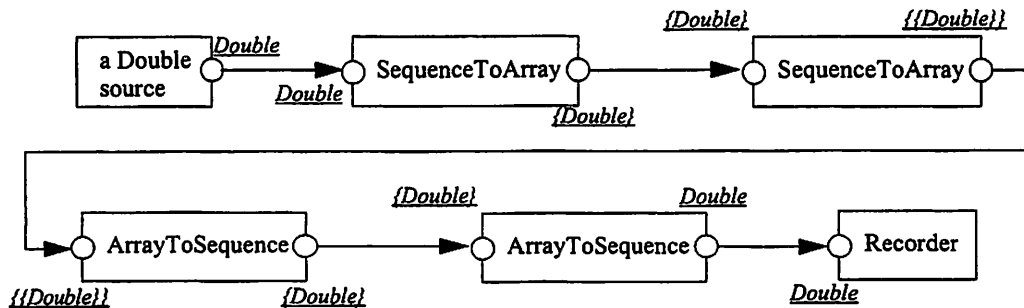 a Double
source
Double
Double
SequenceToArray
{Double}
{Double}
{{Double}}
SequenceToArray
{{Double}}
ArrayToSequence
{Double}
{Double}
ArrayToSequence
Double
Recorder
Double